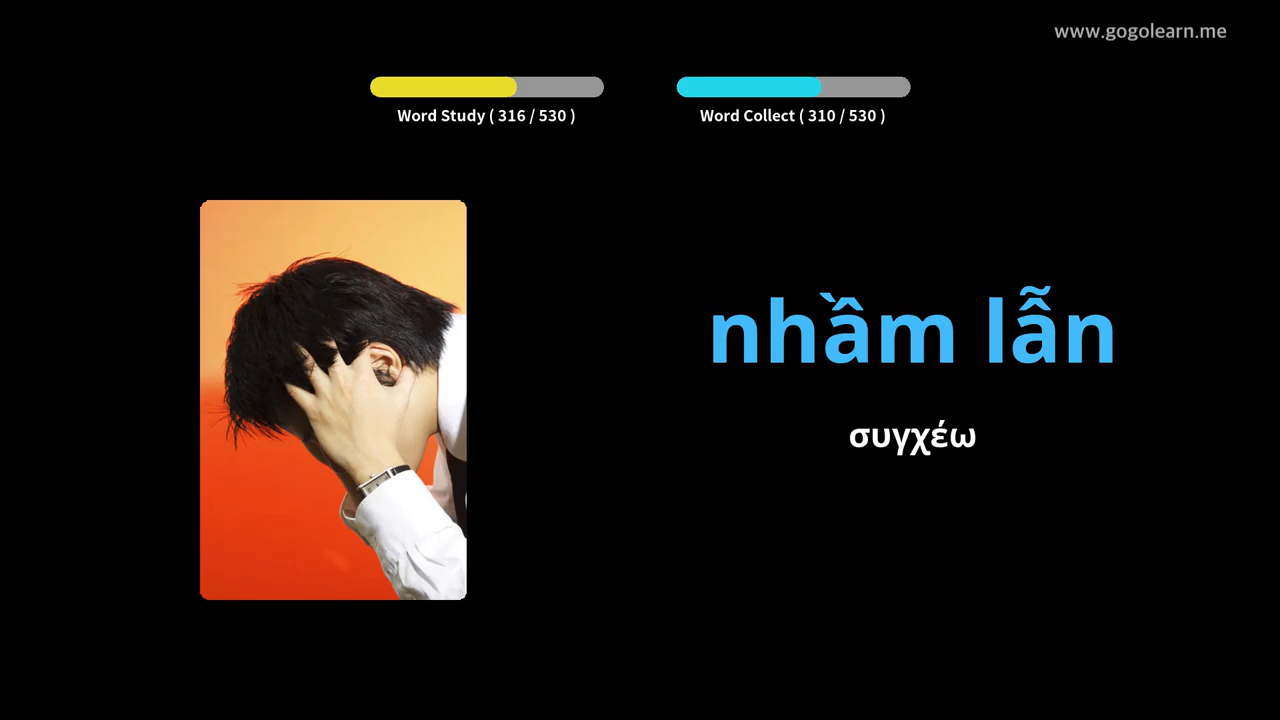 www.gogolearn.me
Word Study ( 316 / 530 )
Word Collect ( 310 / 530 )
nhầm lẫn
συγχέω